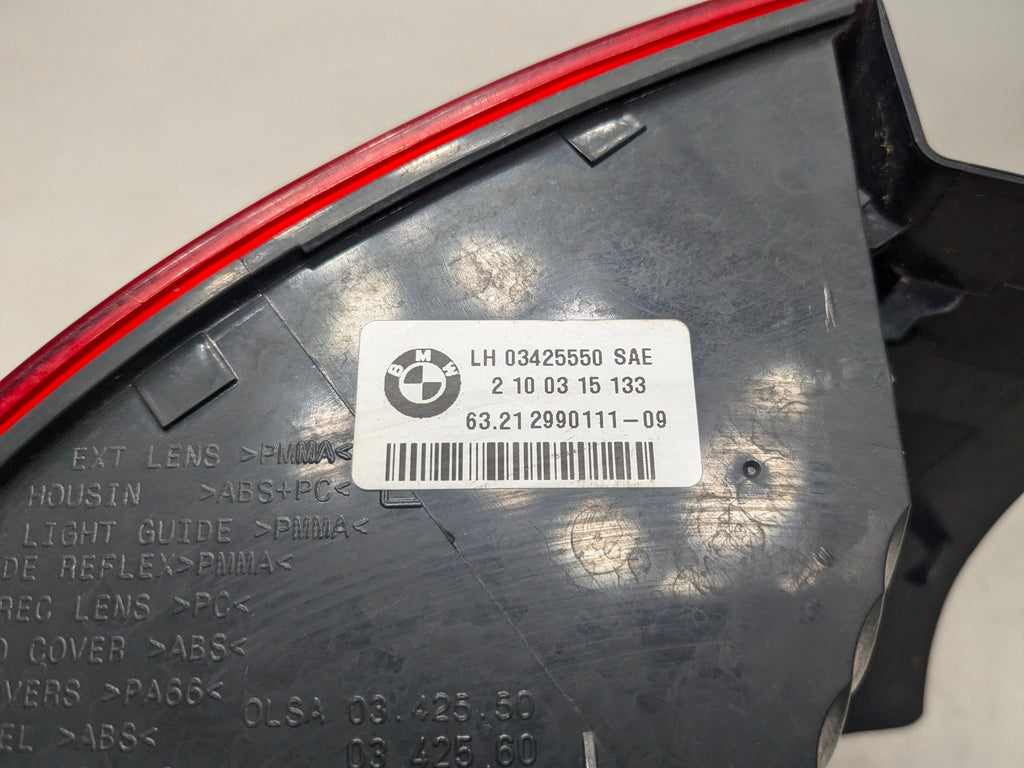 BMW
LH 03425550 SAE
2 10 03 15 133
63.21 2990111-09
EXT LENS >PMMA<
HOUSIN >ABS+PC<
LIGHT GUIDE >PMMA<
DE REFLEX>PMMA<
REC LENS >PC<
COVER >ABS<
VERS >PA66<
EL >ABS<
OLSA 03.425.50
03 425 60